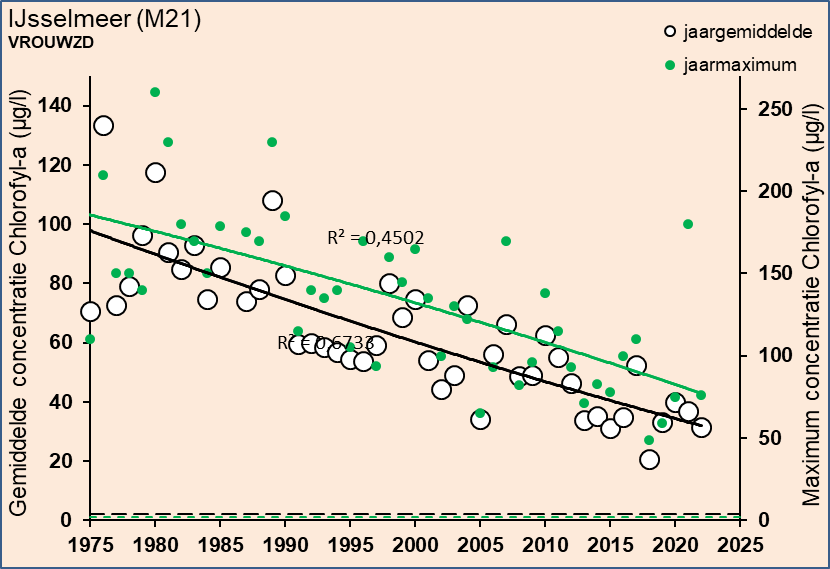 IJsselmeer (M21)
VROUWZD
jaargemiddelde
jaarmaximum
Gemiddelde concentratie Chlorofyl-a (µg/l)
140
120
100
80
60
40
20
0
R² = 0,4502
R² = 0,6733
250
200
150
100
50
0
Maximum concentratie Chlorofyl-a (µg/l)
1975 1980 1985 1990 1995 2000 2005 2010 2015 2020 2025